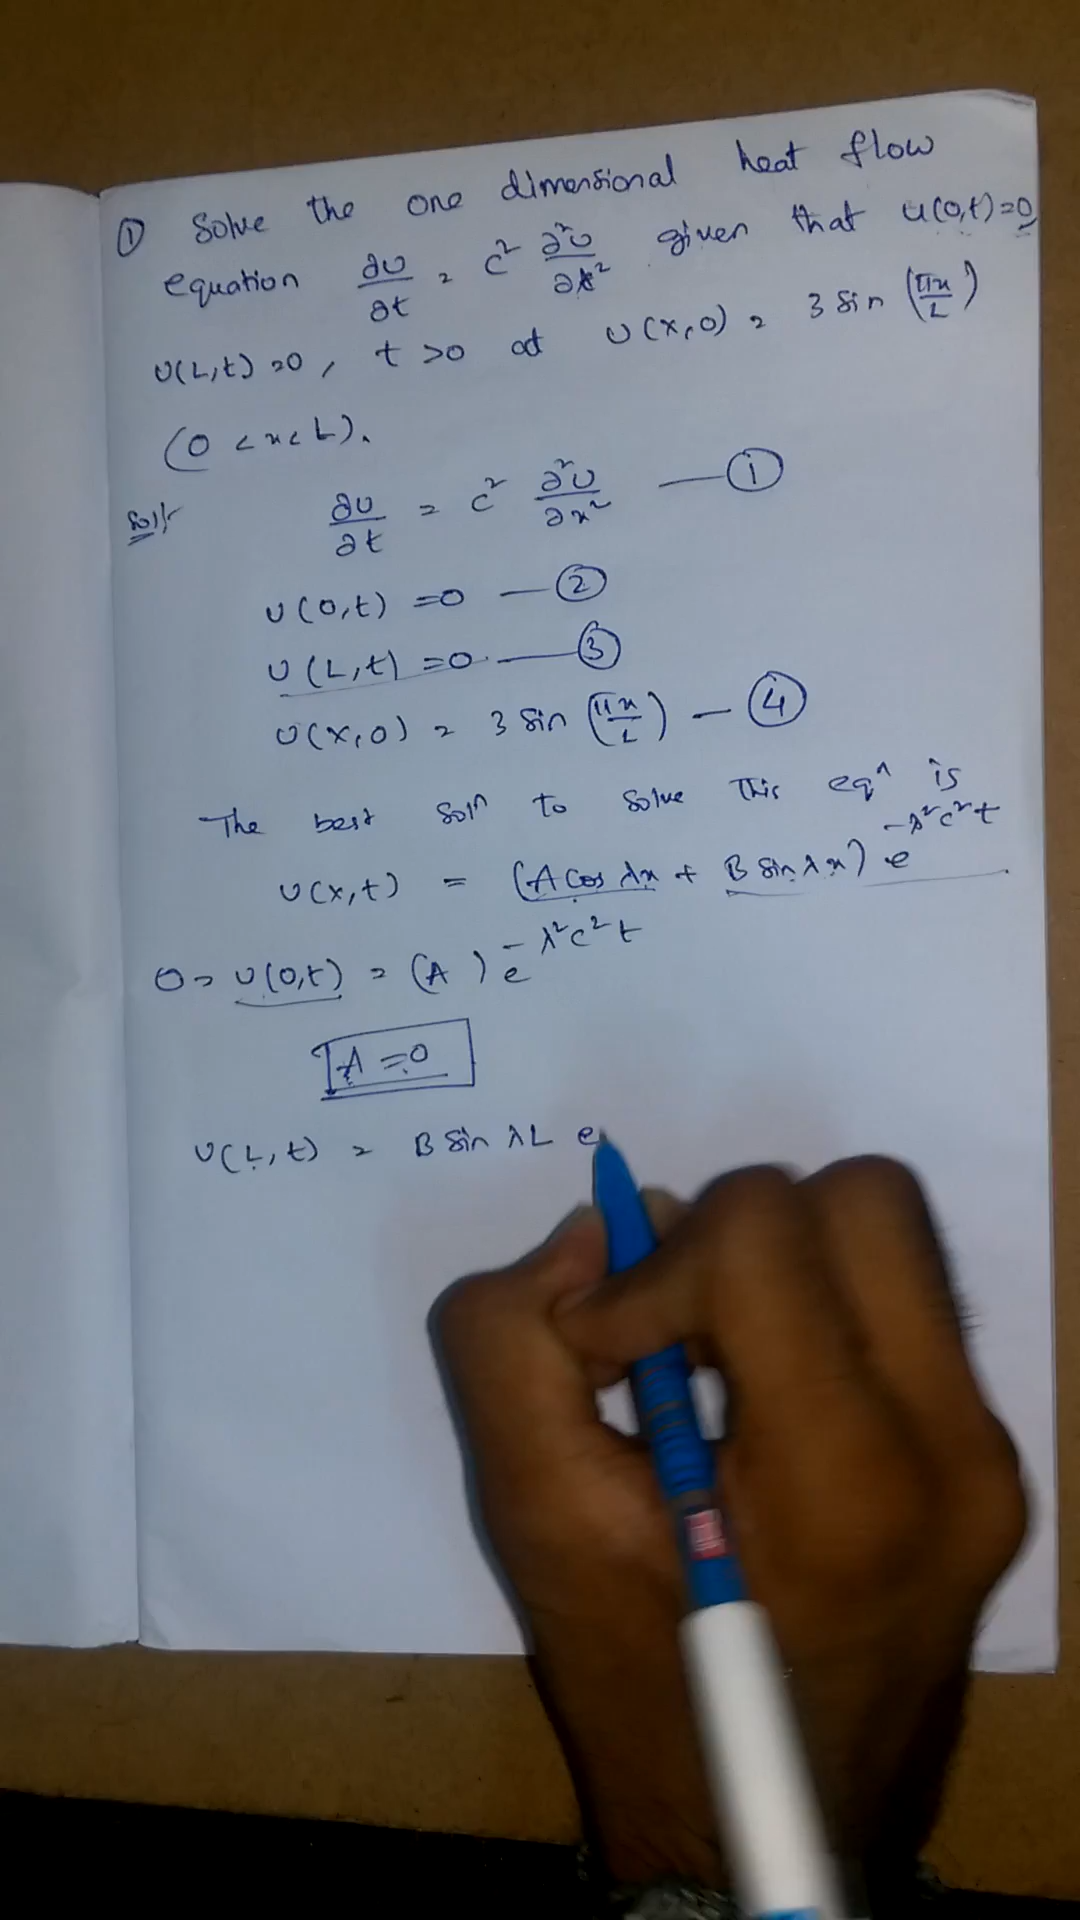 ① Solve the one dimensional heat flow
equation ∂U/∂t = c² ∂²U/∂x² given that U(0,t)=0
U(L,t)=0, t>0 at U(x,0) = 3 sin (πx/L)
(0 < x < L).
Sol:- ∂U/∂t = c² ∂²U/∂x² — ①
U(0,t) =0 — ②
U(L,t) =0. — ③
U(x,0) = 3 sin (πx/L) — ④
The best solⁿ to solve this eqⁿ is
U(x,t) = (A cos λx + B sin λx) e^{-λ²c²t}
0 = U(0,t) = (A) e^{-λ²c²t}
A =0
U(L,t) = B sin λL e